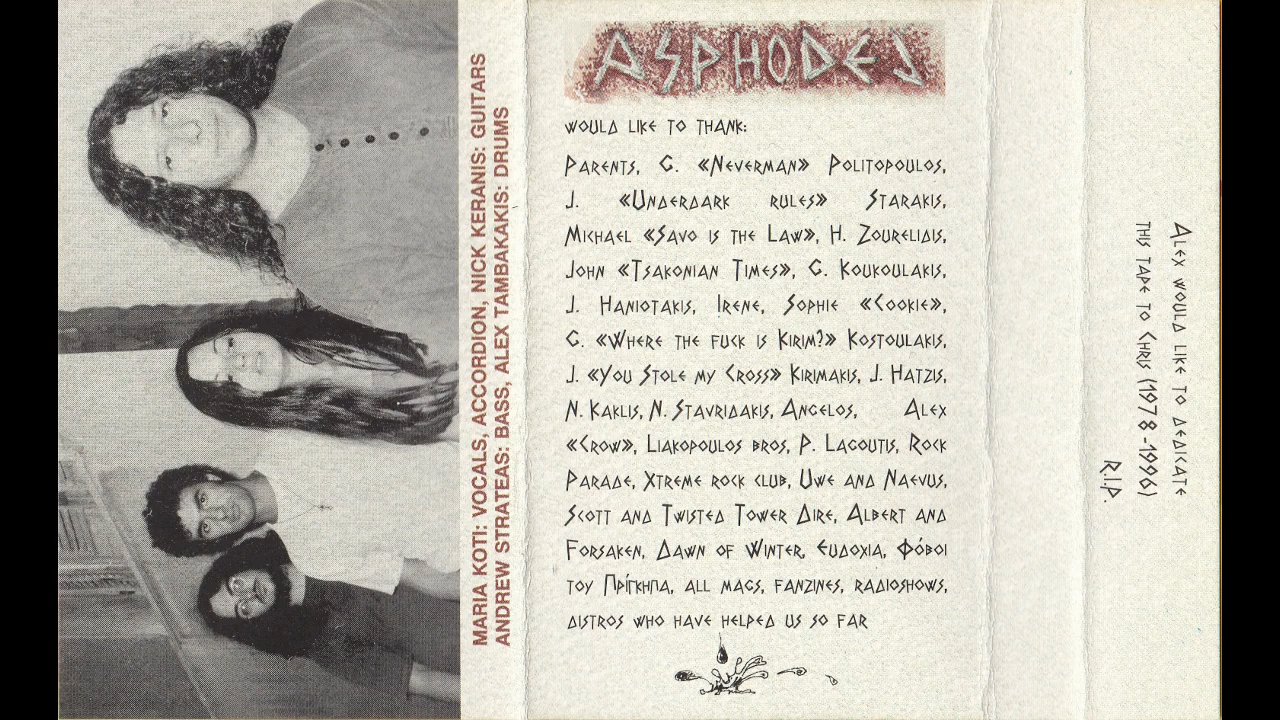 MARIA KOTI: VOCALS, ACCORDION, NICK KERANIS: GUITARS
ANDREW STRATEAS: BASS, ALEX TAMBAKAKIS: DRUMS
ASPHODEL
WOULD LIKE TO THANK:
PARENTS, G. «NEVERMAN» POLITOPOULOS,
J. «UNDERDARK RULES» STARAKIS,
MICHAEL «SAVO IS THE LAW», H. ZOURELIDIS,
JOHN «TSAKONIAN TIMES», G. KOUKOULAKIS,
J. HANIOTAKIS, IRENE, SOPHIE «COOKIE»,
G. «WHERE THE FUCK IS KIRIM?» KOSTOULAKIS,
J. «YOU STOLE MY CROSS» KIRIMAKIS, J. HATZIS,
N. KAKLIS, N. STAVRIDAKIS, ANGELOS, ALEX
«CROW», LIAKOPOULOS BROS, P. LAGOUTIS, ROCK
PARADE, XTREME ROCK CLUB, UWE AND NAEVUS,
SCOTT AND TWISTED TOWER DIRE, ALBERT AND
FORSAKEN, DAWN OF WINTER, EUDOXIA, ΦΌΒΟΙ
ΤΟΥ ΠΡΊΓΚΗΠΑ, ALL MAGS, FANZINES, RADIOSHOWS,
DISTROS WHO HAVE HELPED US SO FAR
ALEX WOULD LIKE TO DEDICATE
THIS TAPE TO CHRIS (1978-1996)
R.I.P.